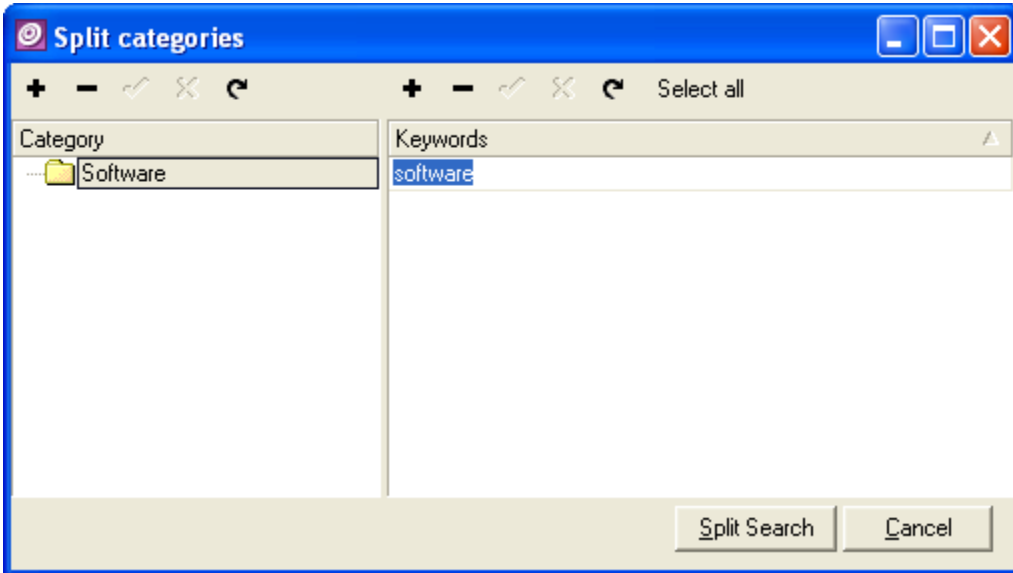 Split categories
Select all
Category
Keywords
Software
software
Split Search
Cancel